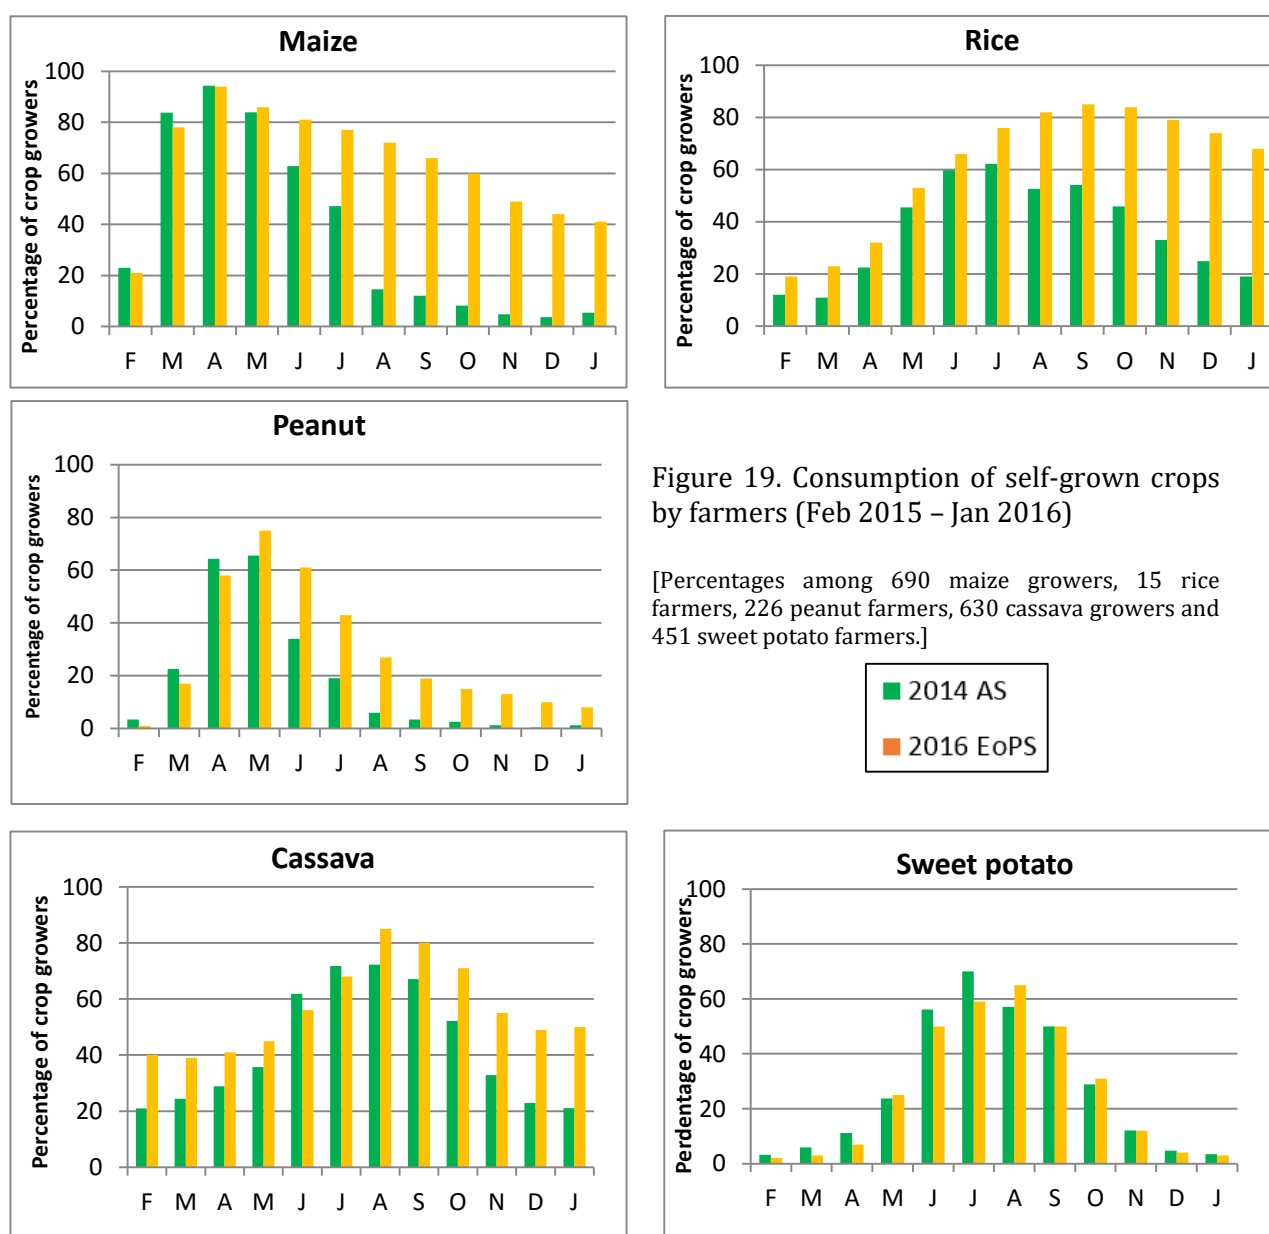 Maize
Percentage of crop growers
100
80
60
40
20
0
F M A M J J A S O N D J
Rice
Percentage of crop growers
100
80
60
40
20
0
F M A M J J A S O N D J
Peanut
Percentage of crop growers
100
80
60
40
20
0
F M A M J J A S O N D J
Figure 19. Consumption of self-grown crops
by farmers (Feb 2015 – Jan 2016)
[Percentages among 690 maize growers, 15 rice
farmers, 226 peanut farmers, 630 cassava growers and
451 sweet potato farmers.]
2014 AS
2016 EoPS
Cassava
Percentage of crop growers
100
80
60
40
20
0
F M A M J J A S O N D J
Sweet potato
Perdentage of crop growers
100
80
60
40
20
0
F M A M J J A S O N D J